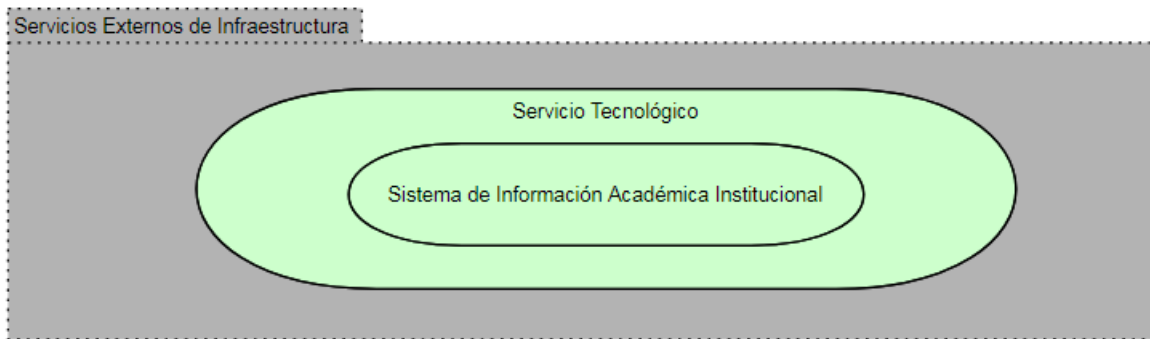 Servicios Externos de Infraestructura
Servicio Tecnológico
Sistema de Información Académica Institucional